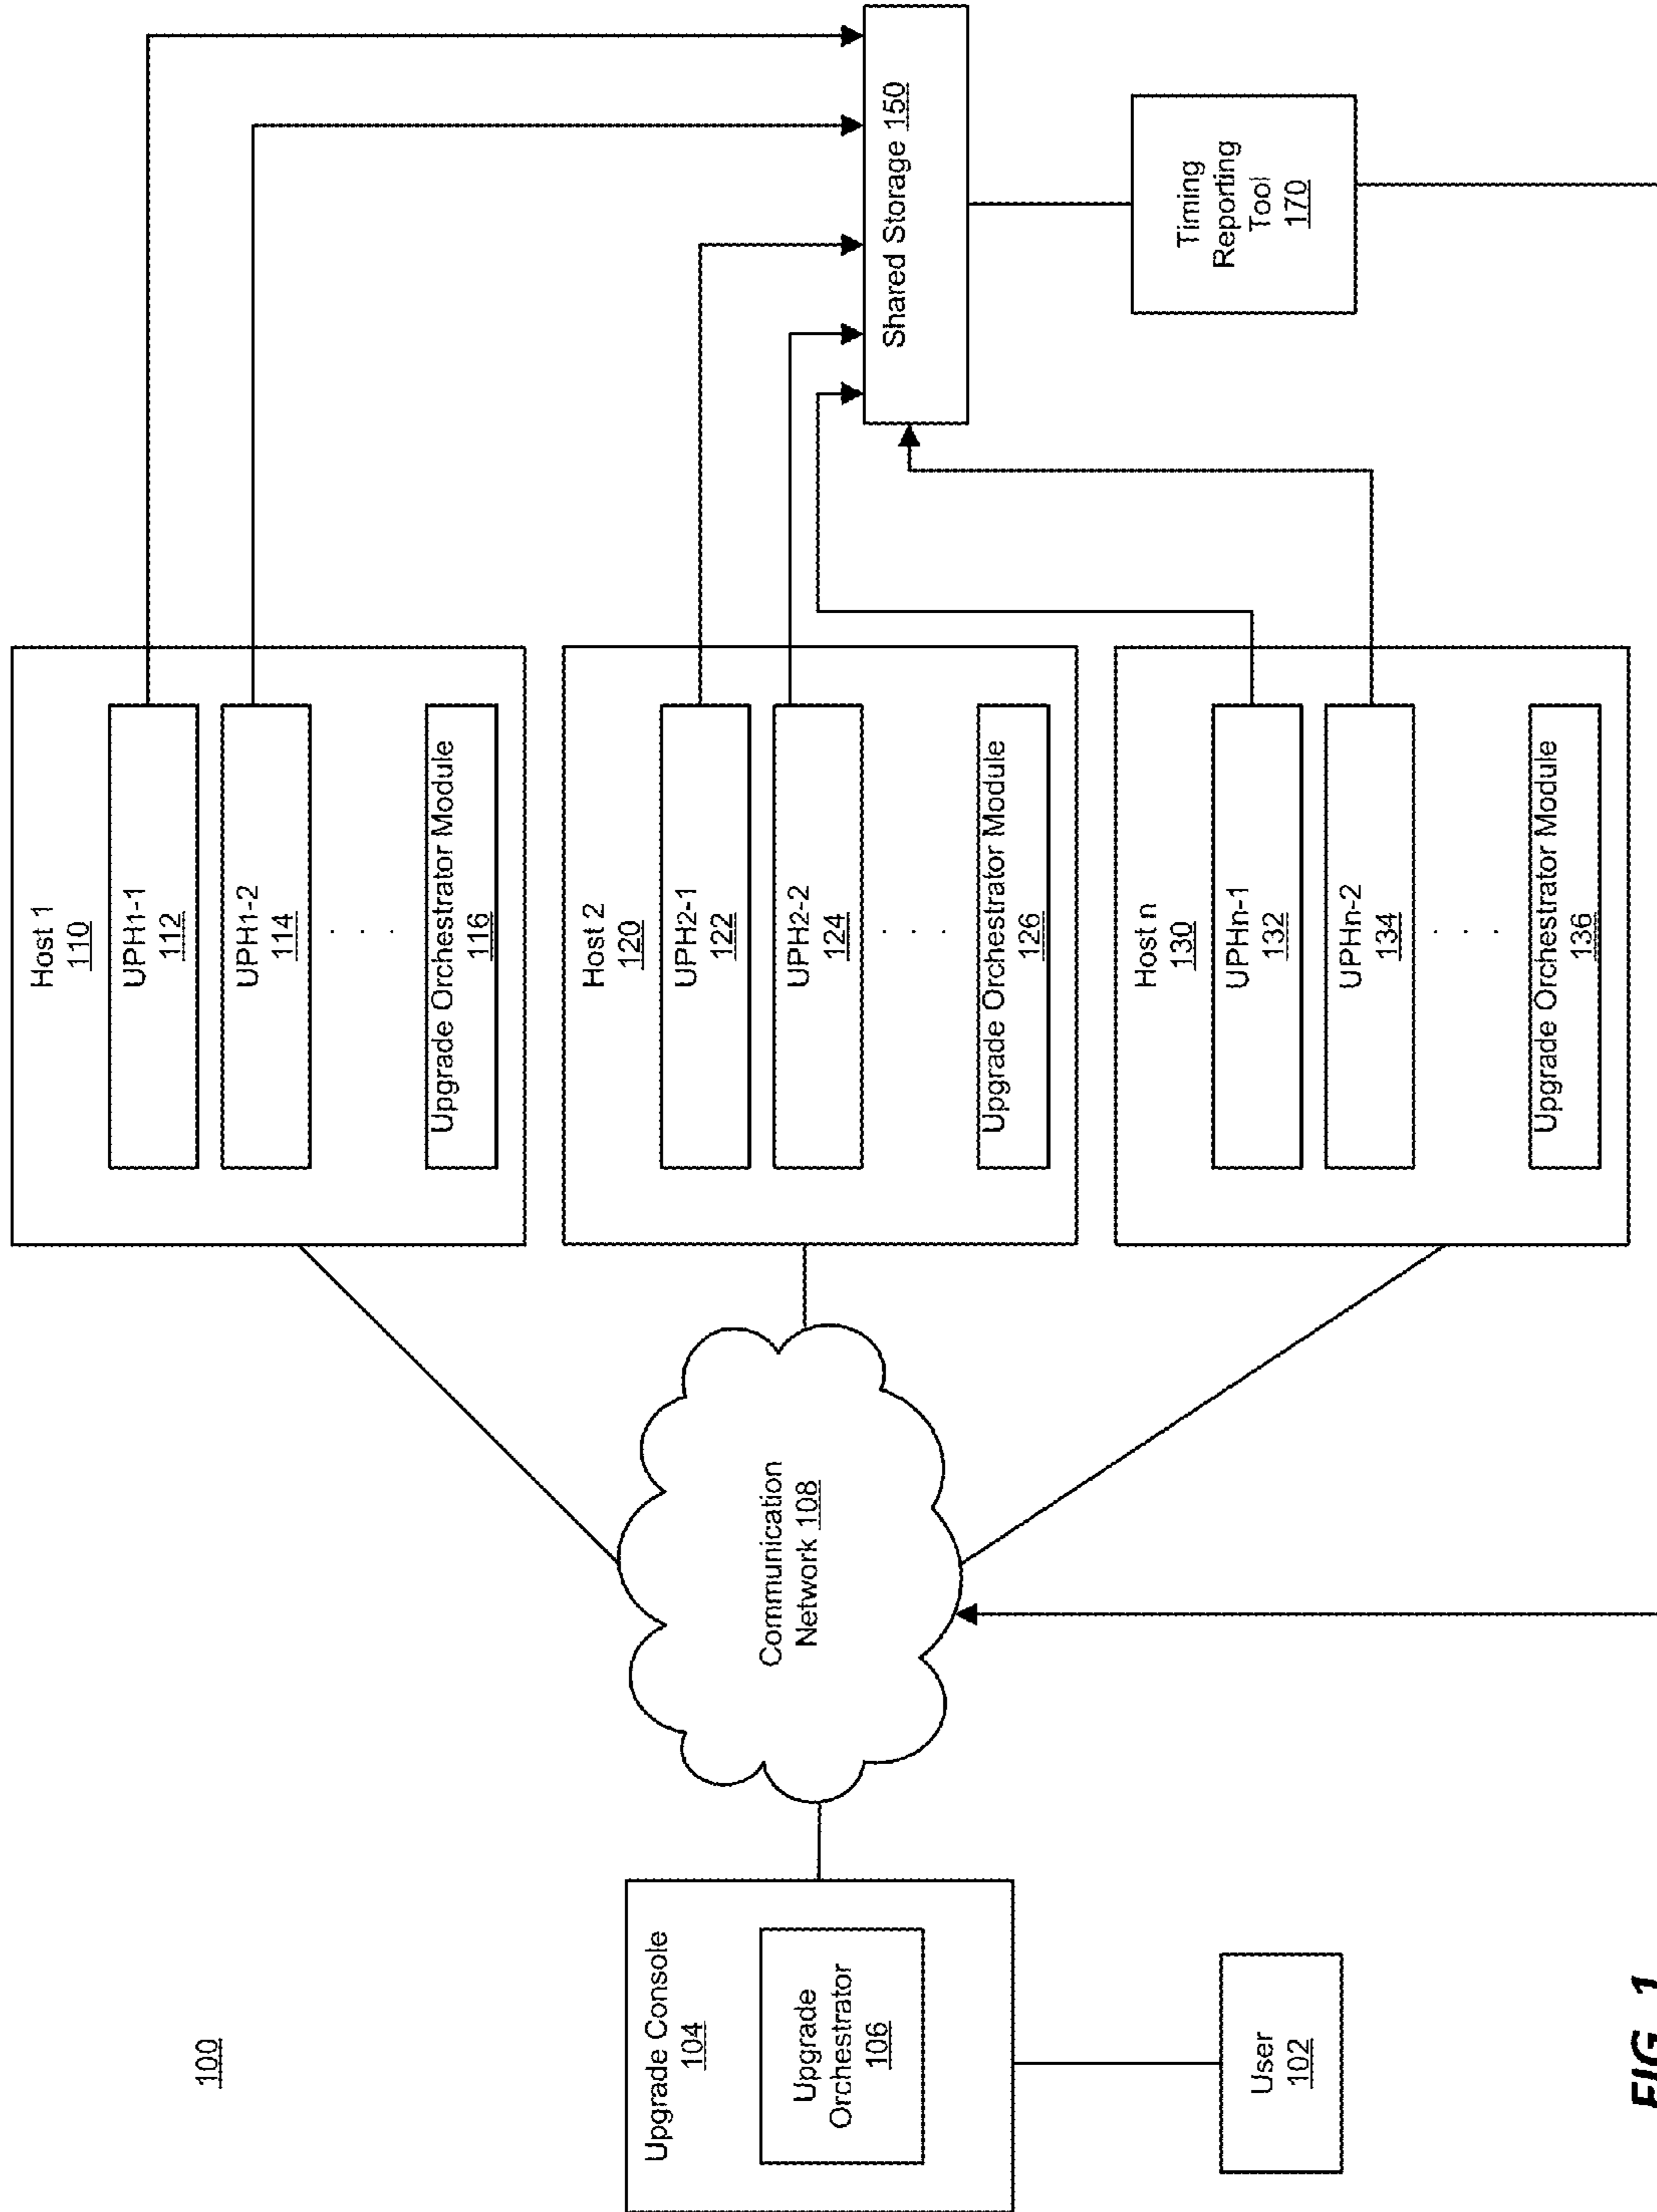 100
Upgrade Console
104
Upgrade
Orchestrator
106
User
102
Communication
Network 108
Host 1
110
UPH1-1
112
UPH1-2
114
. . .
Upgrade Orchestrator Module
116
Host 2
120
UPH2-1
122
UPH2-2
124
. . .
Upgrade Orchestrator Module
126
Host n
130
UPHn-1
132
UPHn-2
134
. . .
Upgrade Orchestrator Module
136
Shared Storage 150
Timing
Reporting
Tool
170
FIG. 1